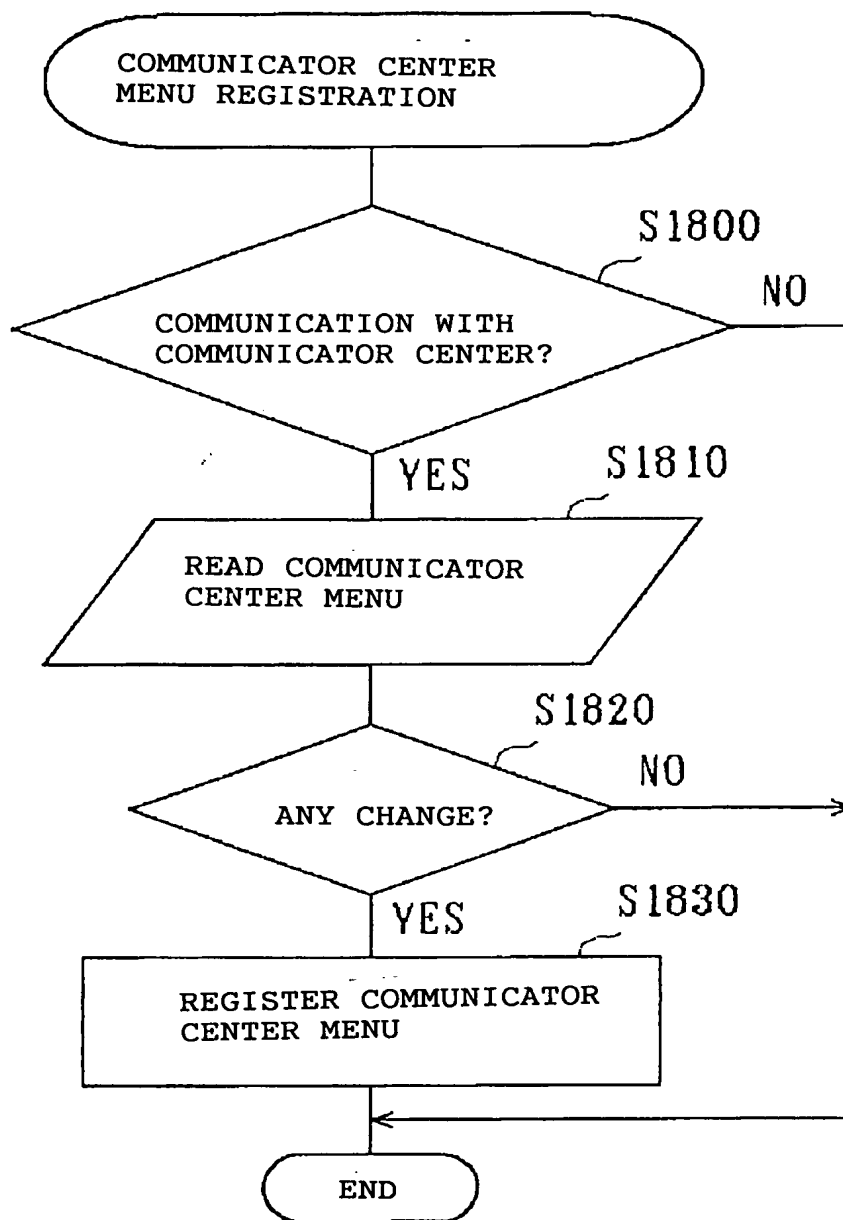 COMMUNICATOR CENTER
MENU REGISTRATION
S1800
NO
COMMUNICATION WITH
COMMUNICATOR CENTER?
YES
S1810
READ COMMUNICATOR
CENTER MENU
S1820
NO
ANY CHANGE?
YES
S1830
REGISTER COMMUNICATOR
CENTER MENU
END